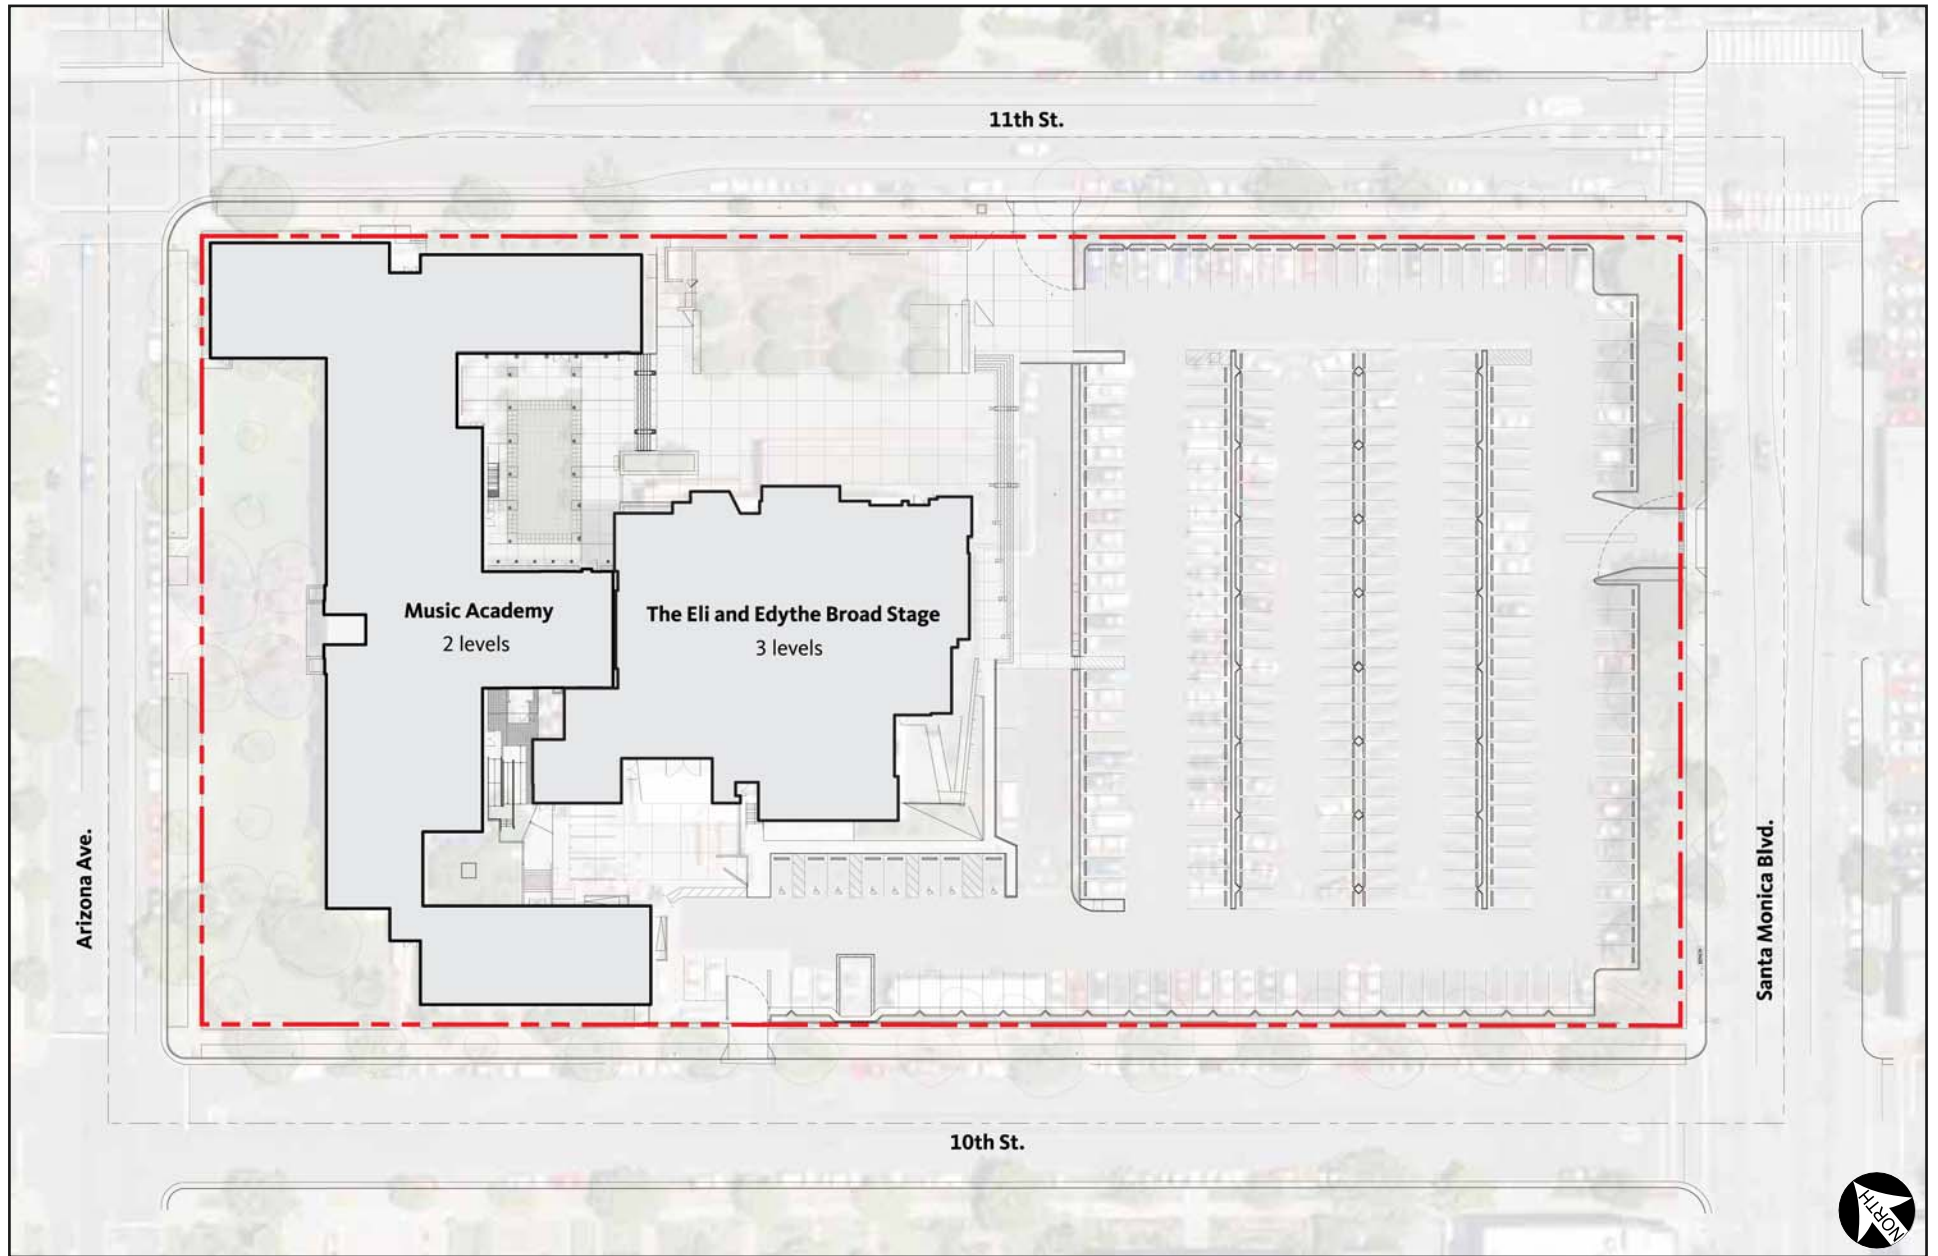 11th St.
Music Academy
2 levels
The Eli and Edythe Broad Stage
3 levels
Arizona Ave.
Santa Monica Blvd.
10th St.
NORTH